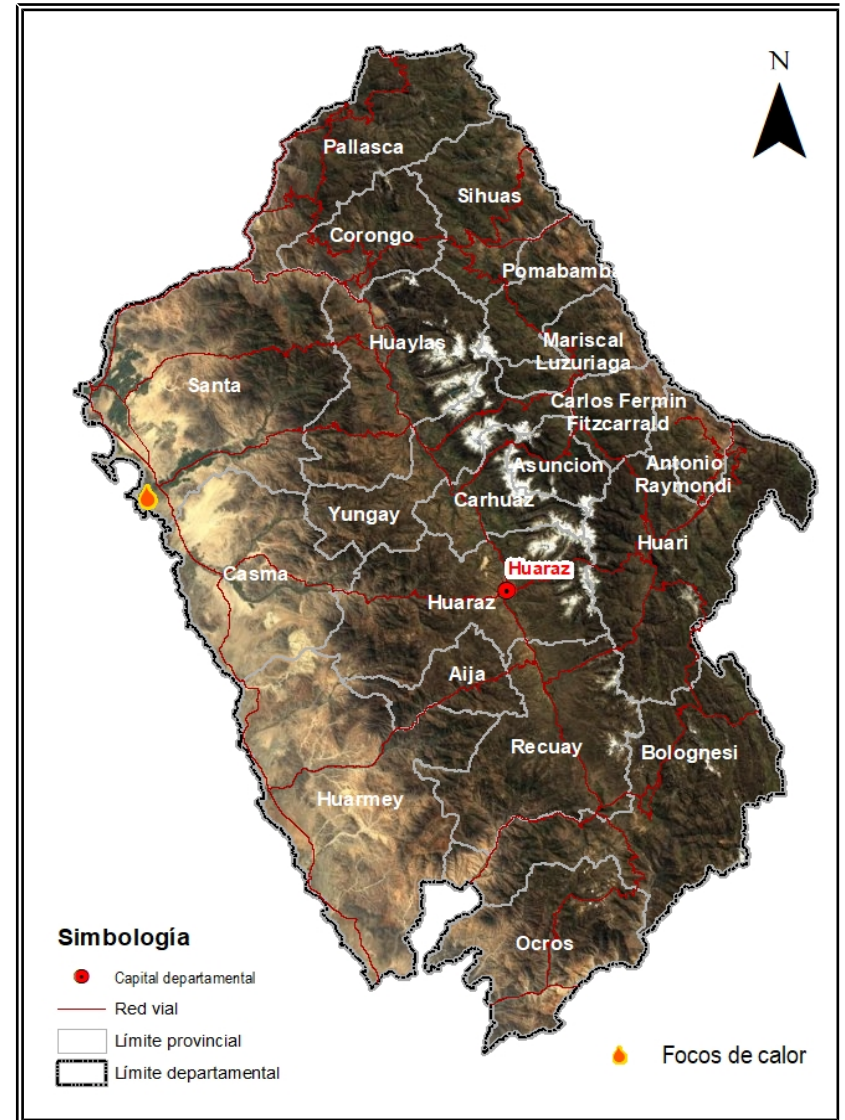 N
Pallasca
Sihuas
Corongo
Pomabamb
Huaylas
Mariscal
Luzuriaga
Santa
Carlos Fermin
Fitzcarrald
Asuncion
Antonio
Raymondi
Carhuaz
Yungay
Huari
Casma
Huaraz
Huaraz
Aija
Recuay
Bolognesi
Huarmey
Ocros
Simbología
Capital departamental
Red vial
Límite provincial
Límite departamental
Focos de calor